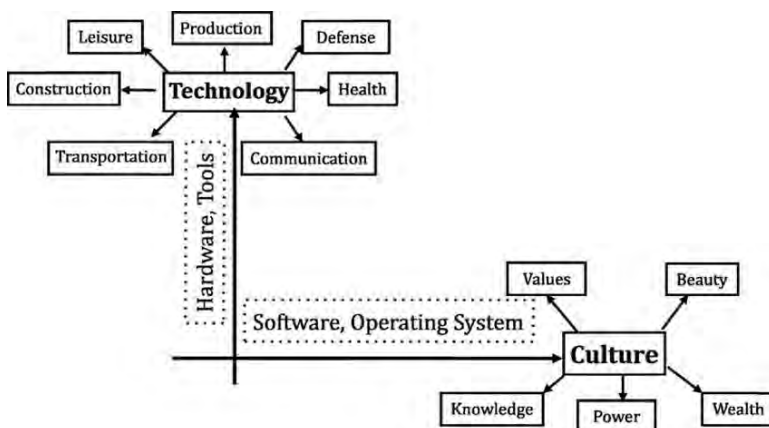 Production
Leisure
Defense
Construction
Technology
Health
Transportation
Communication
Hardware, Tools
Values
Beauty
Software, Operating System
Culture
Knowledge
Power
Wealth